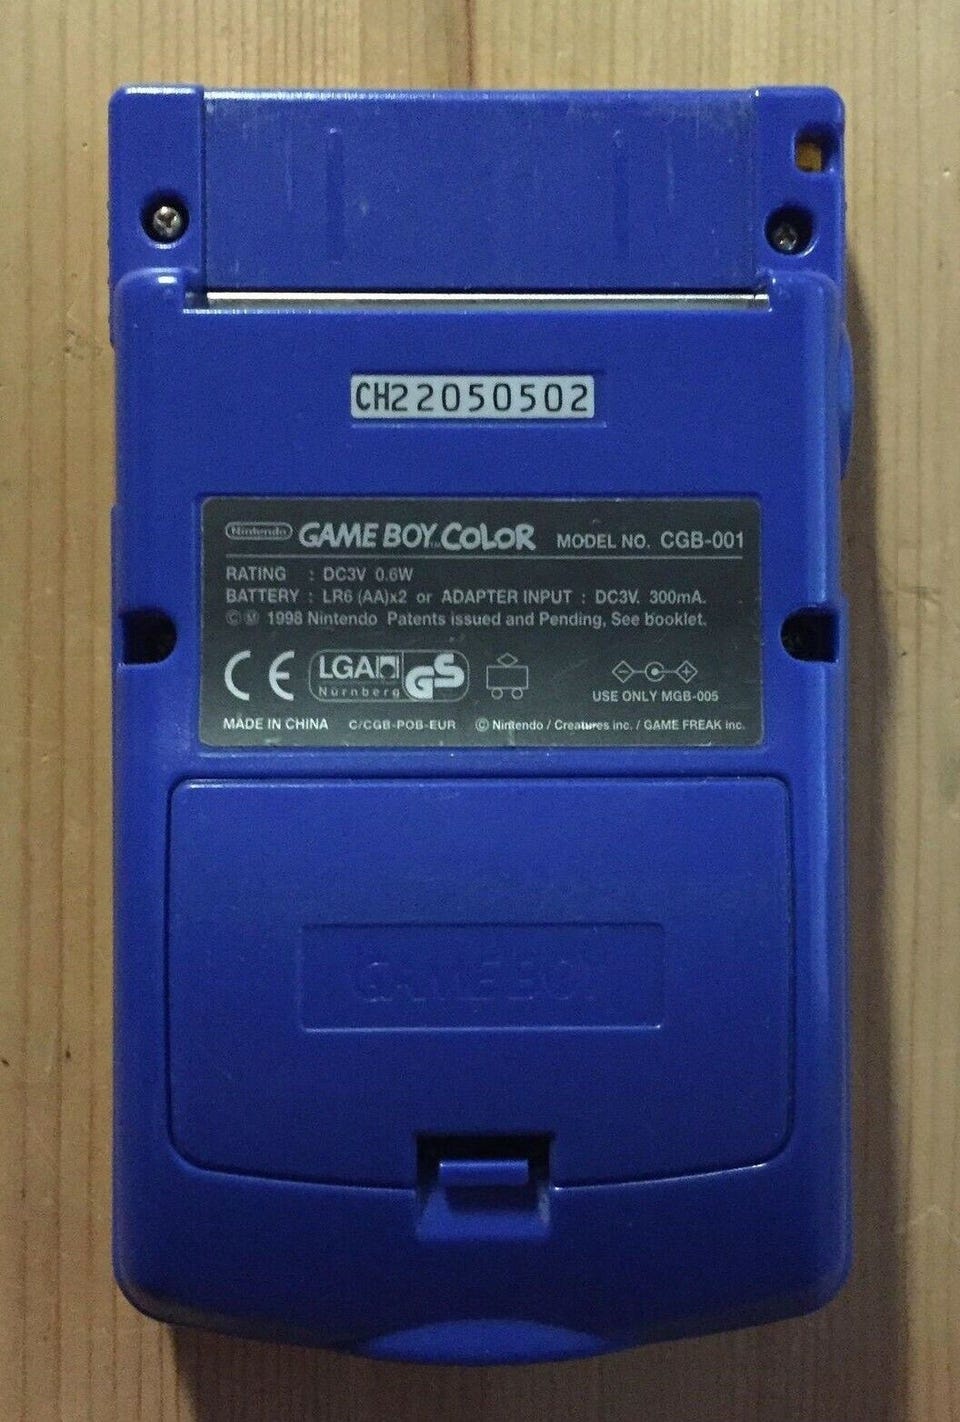 CH22050502
Nintendo GAME BOY COLOR MODEL NO. CGB-001
RATING : DC3V 0.6W
BATTERY : LR6 (AA)x2 or ADAPTER INPUT : DC3V. 300mA.
©Ⓜ 1998 Nintendo Patents issued and Pending, See booklet.
CE LGA GS
Nürnberg
USE ONLY MGB-005
MADE IN CHINA C/CGB-POB-EUR © Nintendo / Creatures inc. / GAME FREAK inc.
GAME BOY